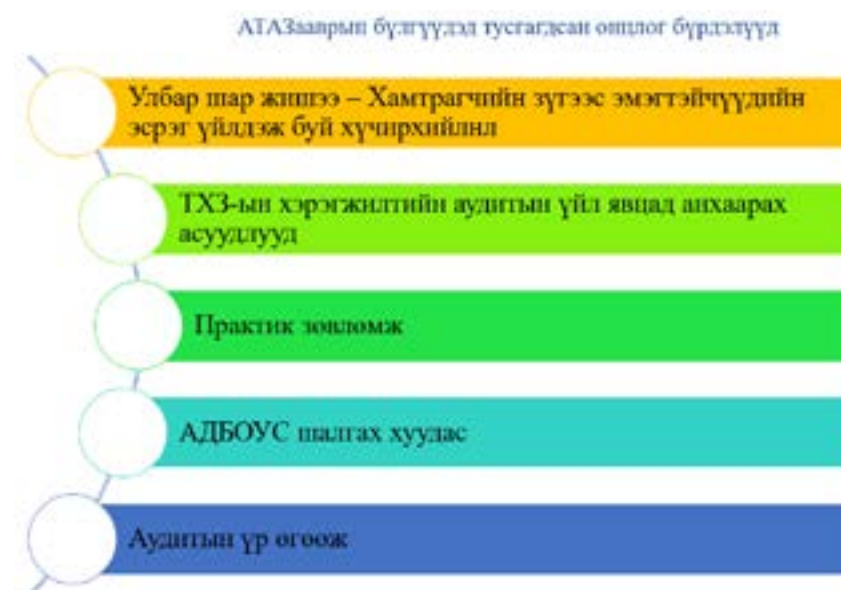 АТАЗааврын бүлгүүдэд тусгагдсан онцлог бүрдэлүүд
Улбар шар жишээ – Хамтрагчийн зүгээс эмэгтэйчүүдийн
эсрэг үйлдэж буй хүчирхийлнл
ТХЗ-ын хэрэгжилтийн аудитын үйл явцад анхаарах
асуудлууд
Практик зөвлөмж
АДБОУС шалгах хуудас
Аудитын үр өгөөж